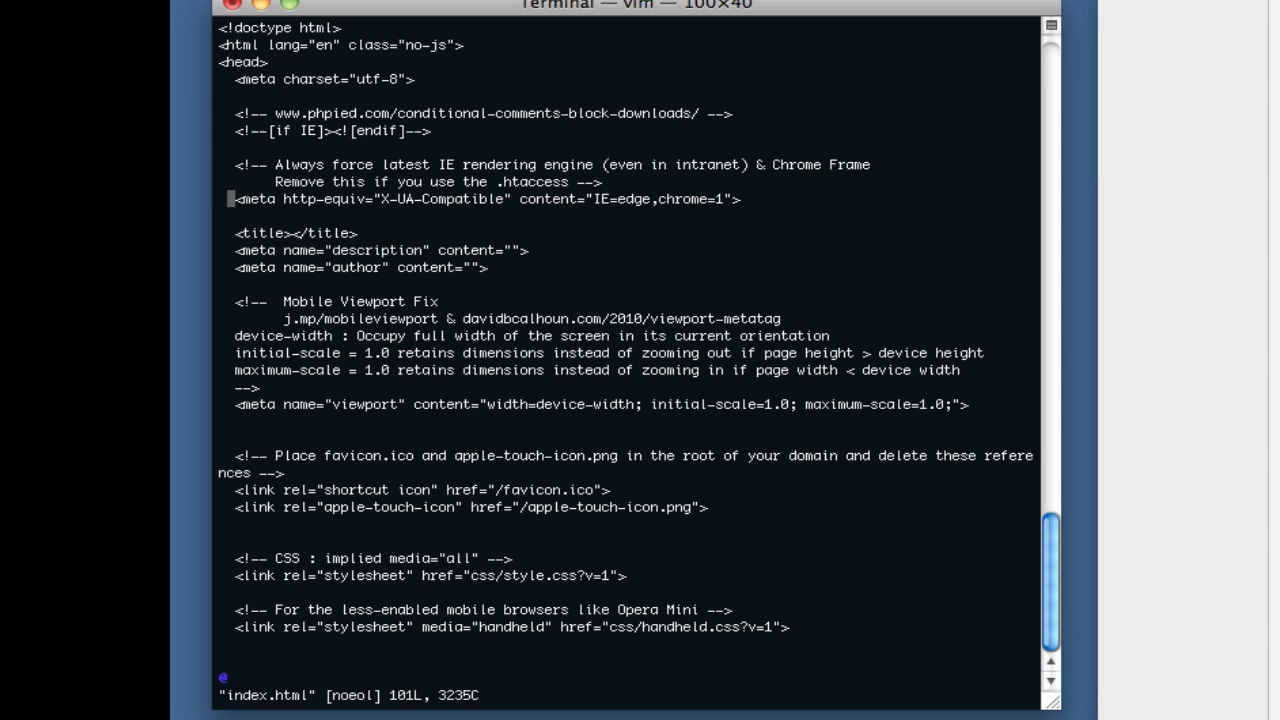 Terminal — vim — 100×40
<!doctype html>
<html lang="en" class="no-js">
<head>
  <meta charset="utf-8">
  <!-- www.phpied.com/conditional-comments-block-downloads/ -->
  <!--[if IE]><![endif]-->
  <!-- Always force latest IE rendering engine (even in intranet) & Chrome Frame
       Remove this if you use the .htaccess -->
  <meta http-equiv="X-UA-Compatible" content="IE=edge,chrome=1">
  <title></title>
  <meta name="description" content="">
  <meta name="author" content="">
  <!--  Mobile Viewport Fix
        j.mp/mobileviewport & davidbcalhoun.com/2010/viewport-metatag
  device-width : Occupy full width of the screen in its current orientation
  initial-scale = 1.0 retains dimensions instead of zooming out if page height > device height
  maximum-scale = 1.0 retains dimensions instead of zooming in if page width < device width
  -->
  <meta name="viewport" content="width=device-width; initial-scale=1.0; maximum-scale=1.0;">
  <!-- Place favicon.ico and apple-touch-icon.png in the root of your domain and delete these refere
nces -->
  <link rel="shortcut icon" href="/favicon.ico">
  <link rel="apple-touch-icon" href="/apple-touch-icon.png">
  <!-- CSS : implied media="all" -->
  <link rel="stylesheet" href="css/style.css?v=1">
  <!-- For the less-enabled mobile browsers like Opera Mini -->
  <link rel="stylesheet" media="handheld" href="css/handheld.css?v=1">
@
"index.html" [noeol] 101L, 3235C